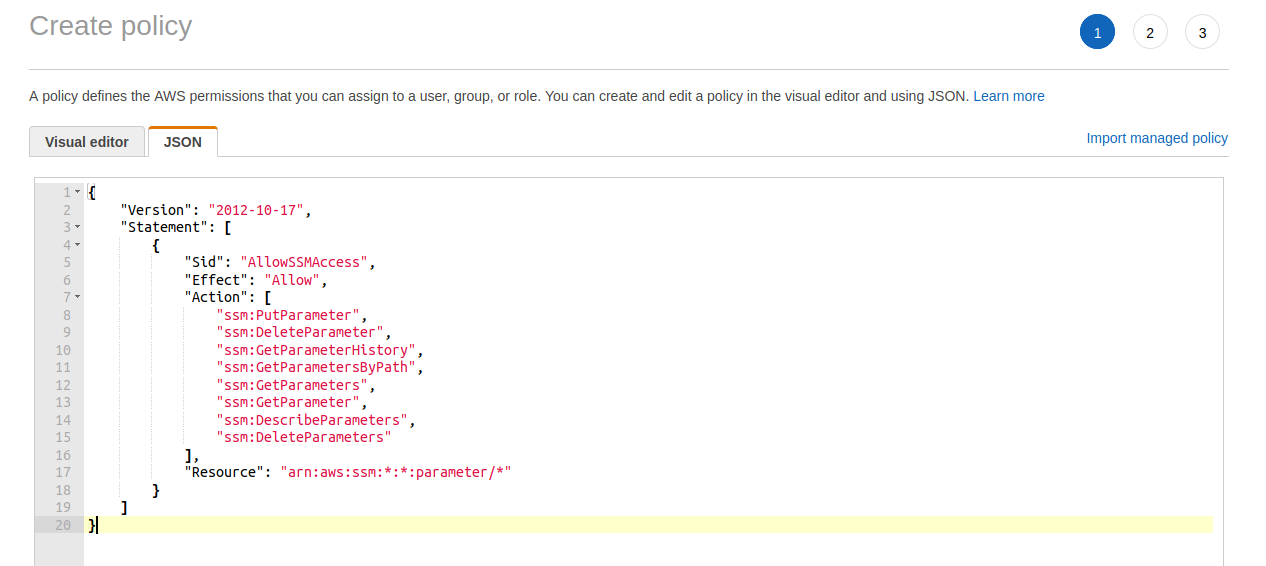 Create policy
1 2 3
A policy defines the AWS permissions that you can assign to a user, group, or role. You can create and edit a policy in the visual editor and using JSON. Learn more
Visual editor JSON Import managed policy
1 {
2 "Version": "2012-10-17",
3 "Statement": [
4 {
5 "Sid": "AllowSSMAccess",
6 "Effect": "Allow",
7 "Action": [
8 "ssm:PutParameter",
9 "ssm:DeleteParameter",
10 "ssm:GetParameterHistory",
11 "ssm:GetParametersByPath",
12 "ssm:GetParameters",
13 "ssm:GetParameter",
14 "ssm:DescribeParameters",
15 "ssm:DeleteParameters"
16 ],
17 "Resource": "arn:aws:ssm:*:*:parameter/*"
18 }
19 ]
20 }